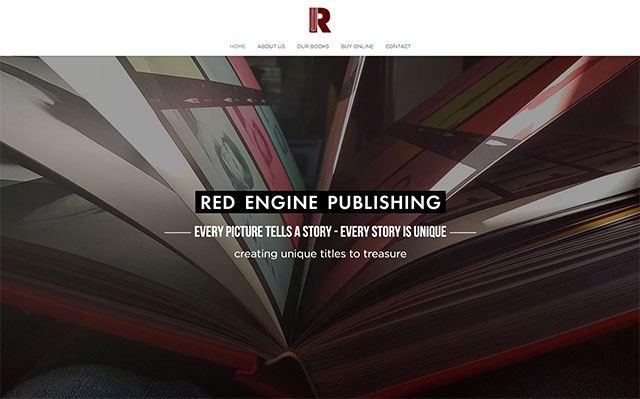 R
HOME ABOUT US OUR BOOKS BUY ONLINE CONTACT
RED ENGINE PUBLISHING
EVERY PICTURE TELLS A STORY - EVERY STORY IS UNIQUE
creating unique titles to treasure